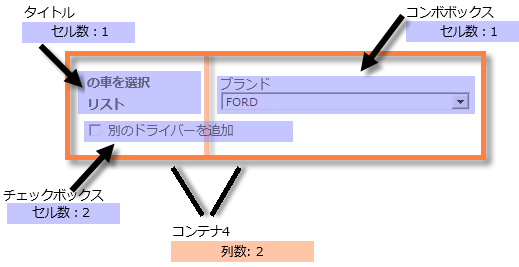 タイトル
セル数：1
コンボボックス
セル数：1
の車を選択
リスト
ブランド
FORD
別のドライバーを追加
チェックボックス
セル数：2
コンテナ4
列数: 2